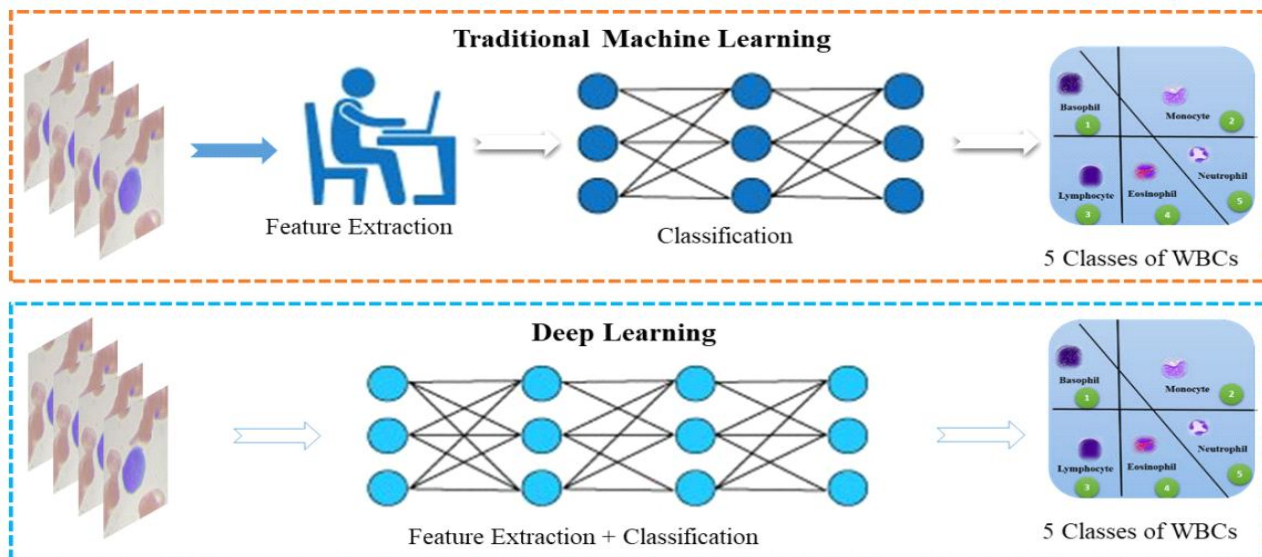 Traditional Machine Learning
Feature Extraction
Classification
Basophil
1
Monocyte
2
Lymphocyte
3
Eosinophil
4
Neutrophil
5
5 Classes of WBCs
Deep Learning
Feature Extraction + Classification
Basophil
1
Monocyte
2
Lymphocyte
3
Eosinophil
4
Neutrophil
5
5 Classes of WBCs